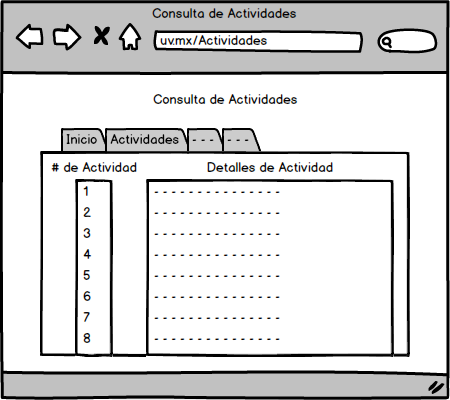 Consulta de Actividades
uv.mx/Actividades
Consulta de Actividades
Inicio Actividades - - - - - -
# de Actividad Detalles de Actividad
1 - - - - - - - - - - - - - - -
2 - - - - - - - - - - - - - - -
3 - - - - - - - - - - - - - - -
4 - - - - - - - - - - - - - - -
5 - - - - - - - - - - - - - - -
6 - - - - - - - - - - - - - - -
7 - - - - - - - - - - - - - - -
8 - - - - - - - - - - - - - - -